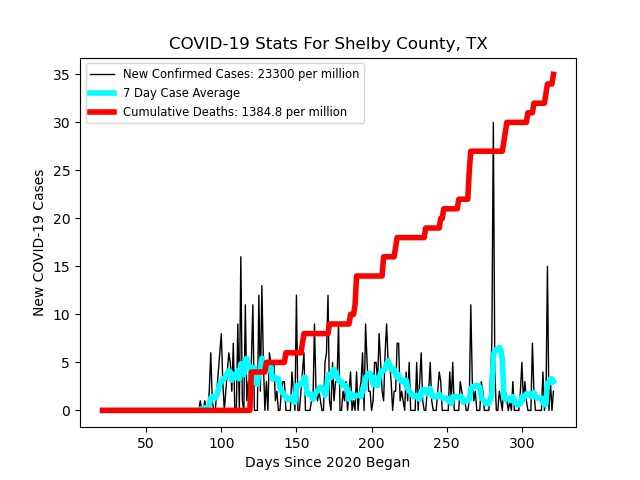 COVID-19 Stats For Shelby County, TX
New Confirmed Cases: 23300 per million
7 Day Case Average
Cumulative Deaths: 1384.8 per million
New COVID-19 Cases
35
30
25
20
15
10
5
0
50 100 150 200 250 300
Days Since 2020 Began